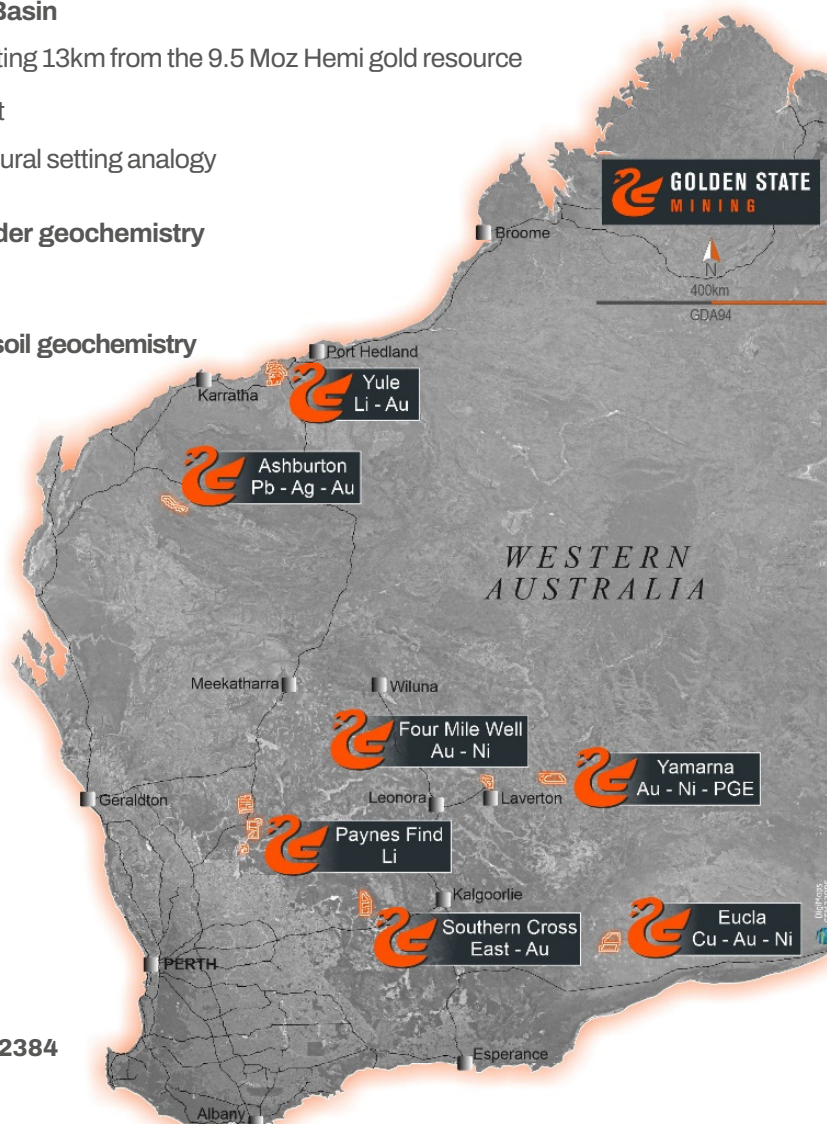 Basin
ting 13km from the 9.5 Moz Hemi gold resource
t
ural setting analogy
der geochemistry
soil geochemistry
2384
GOLDEN STATE
MINING
N
400km
GDA94
Broome
Port Hedland
Karratha
Yule
Li - Au
Ashburton
Pb - Ag - Au
WESTERN
AUSTRALIA
Meekatharra
Wiluna
Four Mile Well
Au - Ni
Yamarna
Au - Ni - PGE
Geraldton
Leonora
Laverton
Paynes Find
Li
Kalgoorlie
Southern Cross
East - Au
Eucla
Cu - Au - Ni
DigiMaps
PERTH
Esperance
Albany